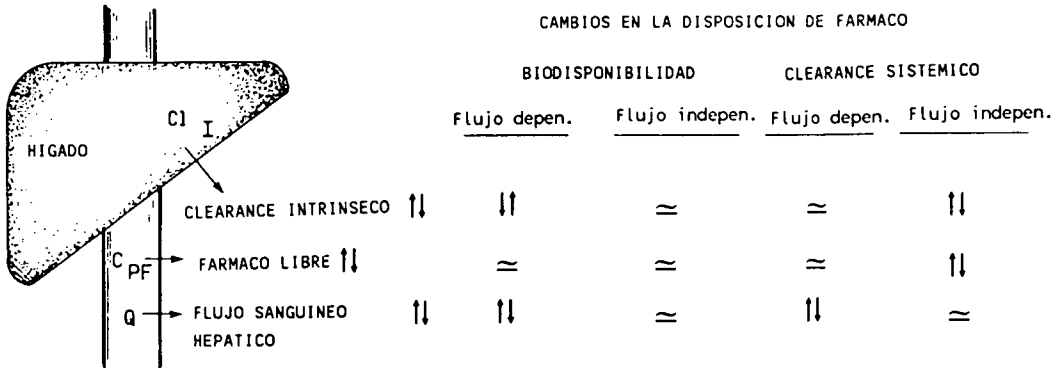 CAMBIOS EN LA DISPOSICION DE FARMACO
BIODISPONIBILIDAD CLEARANCE SISTEMICO
Flujo depen. Flujo indepen. Flujo depen. Flujo indepen.
HIGADO
Cl I
CLEARANCE INTRINSECO ↑↓ ↓↑ ≃ ≃ ↑↓
C PF → FARMACO LIBRE ↑↓ ≃ ≃ ≃ ↑↓
Q → FLUJO SANGUINEO ↑↓ ↑↓ ≃ ↑↓ ≃
HEPATICO